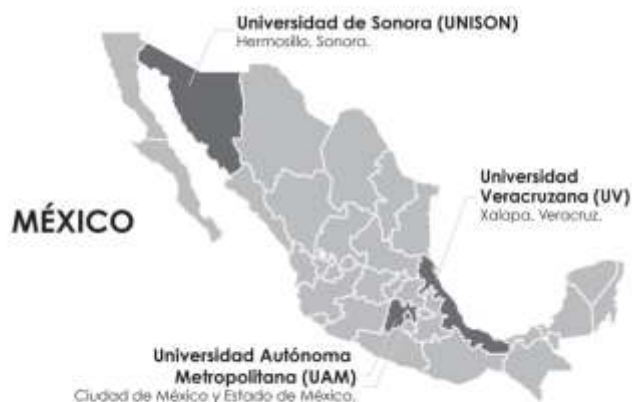 Universidad de Sonora (UNISON)
Hermosillo, Sonora.
Universidad
Veracruzana (UV)
Xalapa, Veracruz.
MÉXICO
Universidad Autónoma
Metropolitana (UAM)
Ciudad de México y Estado de México.